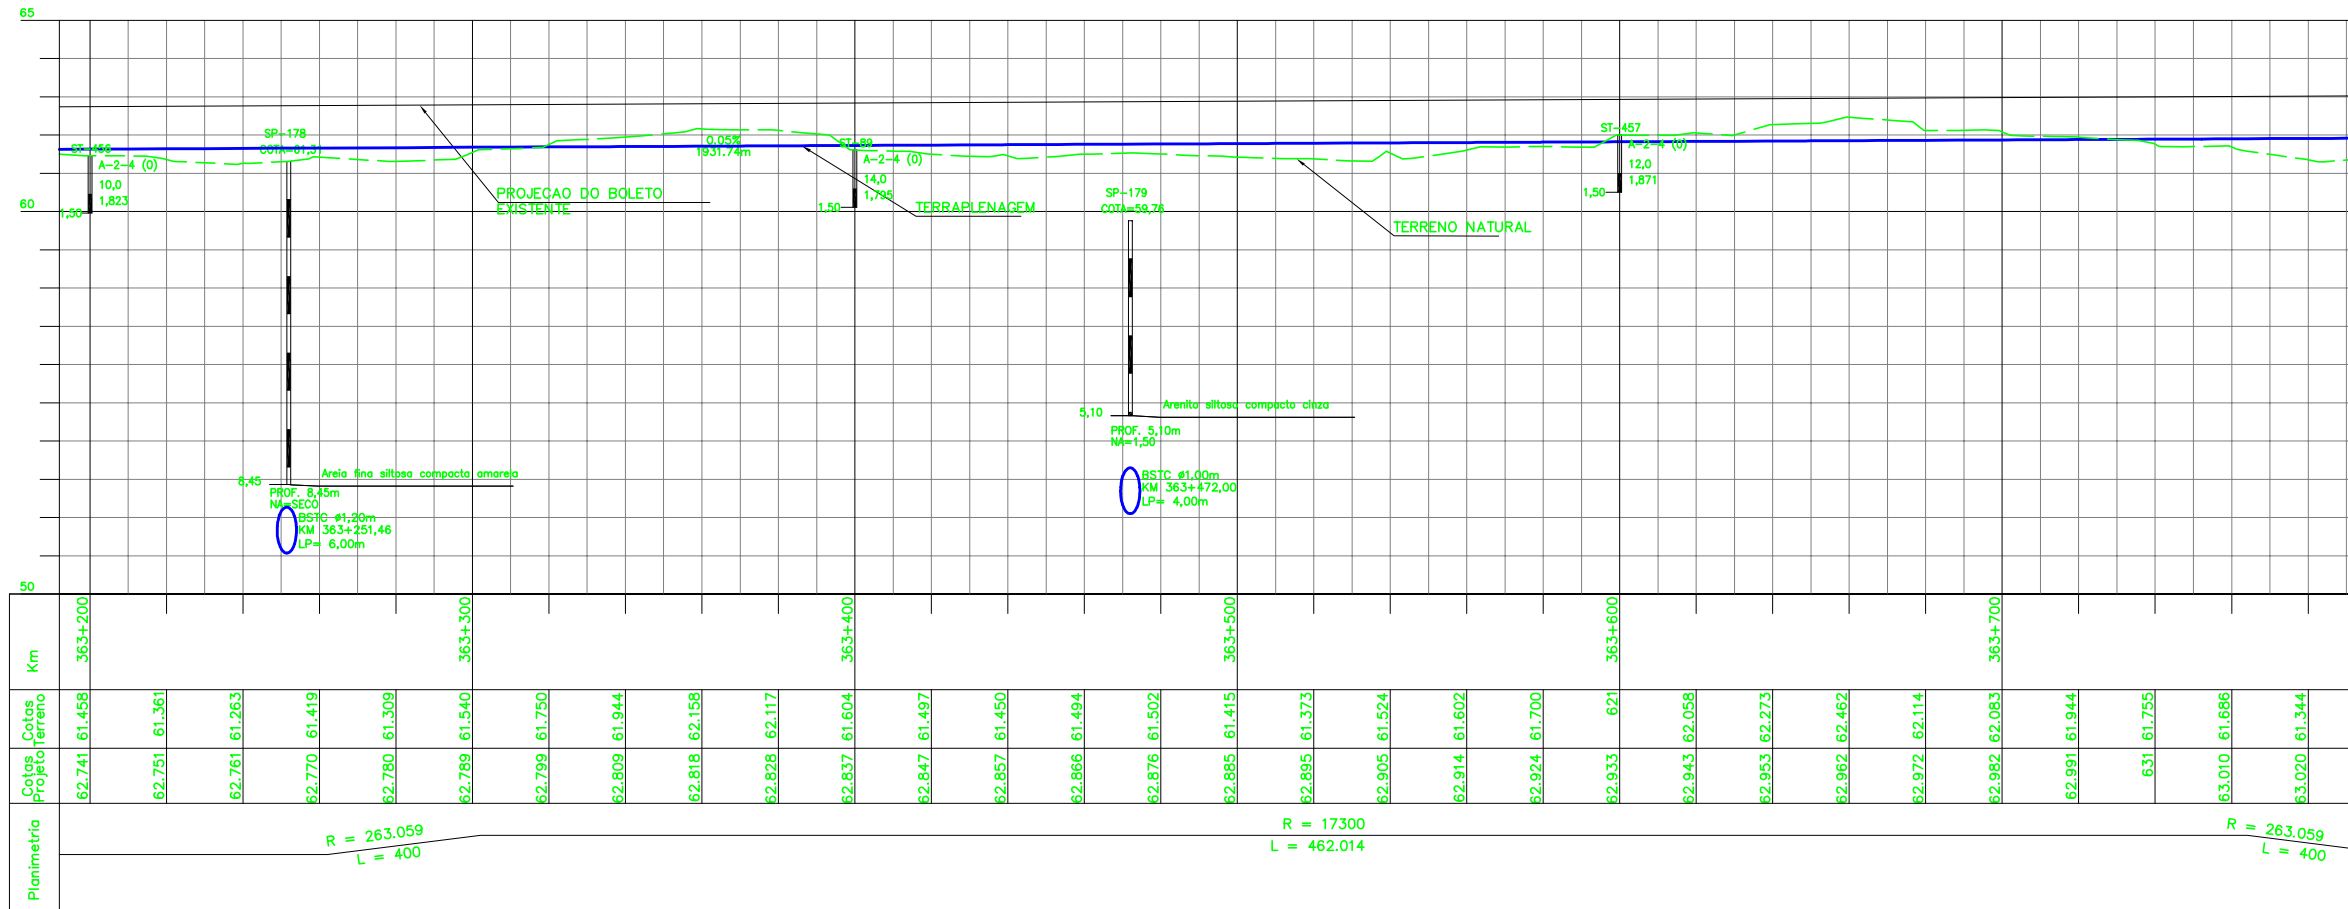 65
60
50
SP-178
COTA=61,31
ST-456
A-2-4 (0)
10,0
1,823
1,50
PROJECAO DO BOLETO
EXISTENTE
0.05%
1931.74m
ST-89
A-2-4 (0)
14,0
1,795
1,50
TERRAPLENAGEM
SP-179
COTA=59,76
TERRENO NATURAL
ST-457
A-2-4 (0)
12,0
1,871
1,50
5,10
Arenito siltoso compacto cinza
PROF. 5,10m
NA=1,50
BSTC ø1,00m
KM 363+472,00
LP= 4,00m
8,45
Areia fina siltosa compacta amarela
PROF. 8,45m
NA=SECO
BSTC ø1,20m
KM 363+251,46
LP= 6,00m
Km
363+200
363+300
363+400
363+500
363+600
363+700
Cotas
Terreno
61.458
61.361
61.263
61.419
61.309
61.540
61.750
61.944
62.158
62.117
61.604
61.497
61.450
61.494
61.502
61.415
61.373
61.524
61.602
61.700
621
62.058
62.273
62.462
62.114
62.083
61.944
61.755
61.686
61.344
Cotas
Projeto
62.741
62.751
62.761
62.770
62.780
62.789
62.799
62.809
62.818
62.828
62.837
62.847
62.857
62.866
62.876
62.885
62.895
62.905
62.914
62.924
62.933
62.943
62.953
62.962
62.972
62.982
62.991
631
63.010
63.020
Planimetria
R = 263.059
L = 400
R = 17300
L = 462.014
R = 263.059
L = 400